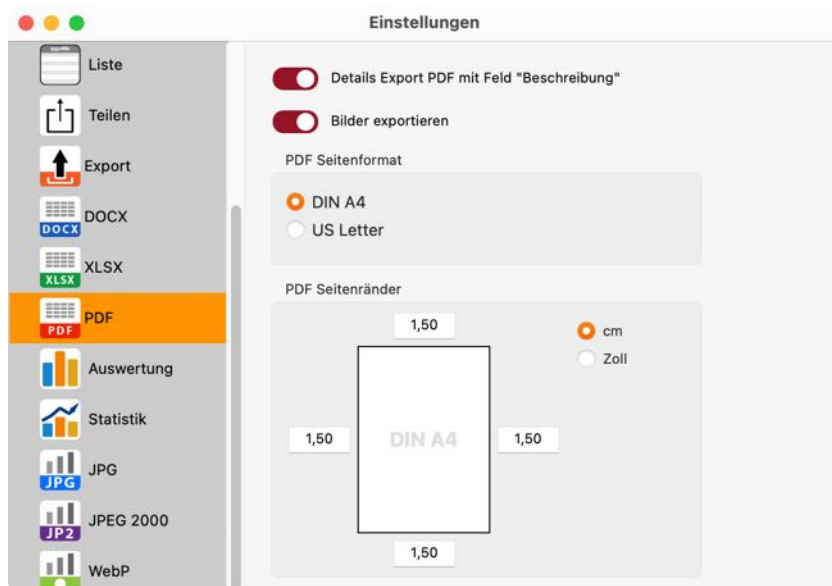 Einstellungen
Liste
Teilen
Export
DOCX
DOCX
XLSX
XLSX
PDF
PDF
Auswertung
Statistik
JPG
JPG
JP2
JPEG 2000
WebP
Details Export PDF mit Feld "Beschreibung"
Bilder exportieren
PDF Seitenformat
DIN A4
US Letter
PDF Seitenränder
1,50
cm
Zoll
1,50
DIN A4
1,50
1,50